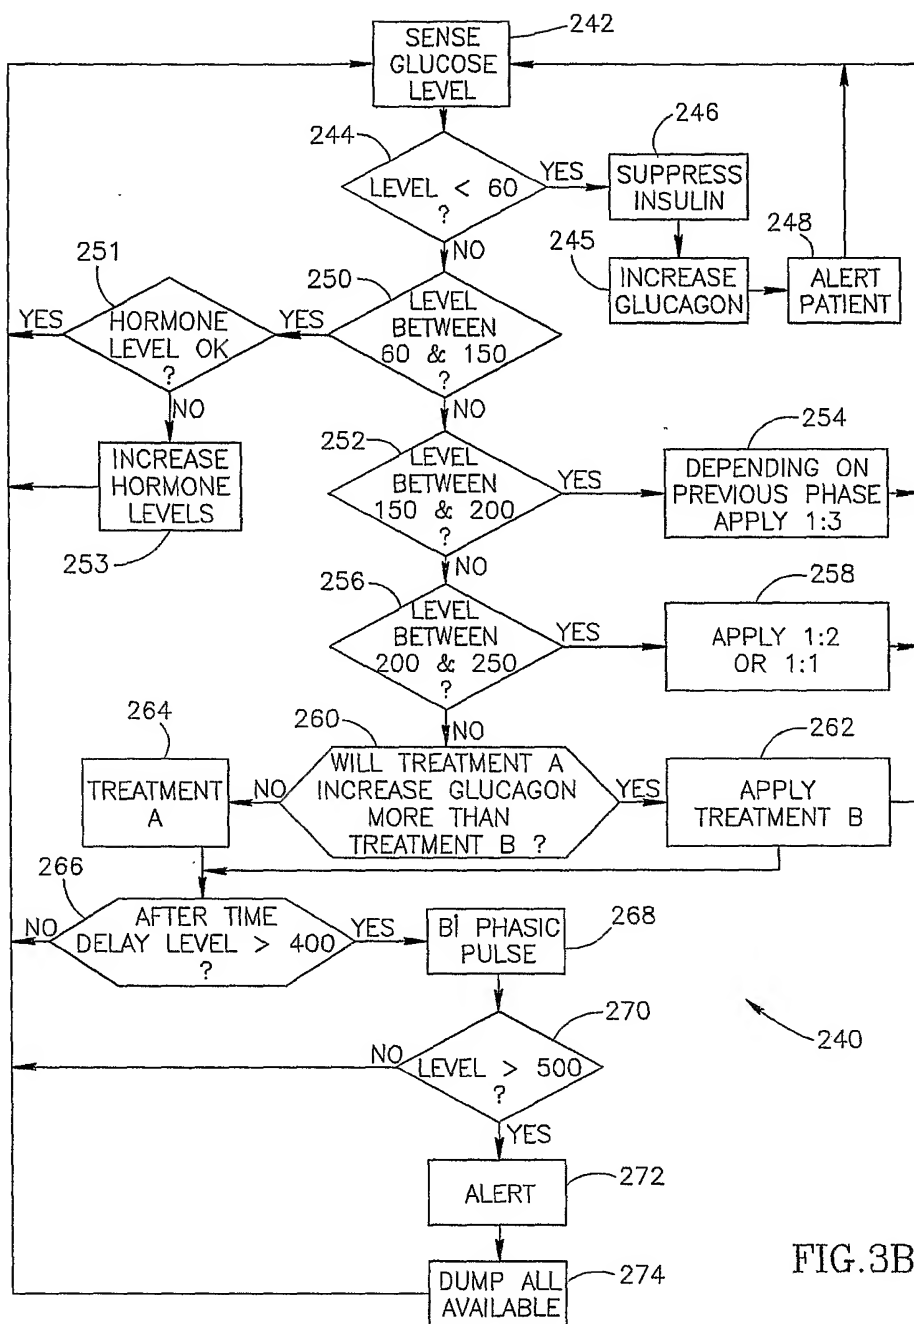 242
SENSE
GLUCOSE
LEVEL
244
LEVEL < 60
?
YES
246
SUPPRESS
INSULIN
NO
245
INCREASE
GLUCAGON
248
ALERT
PATIENT
251
HORMONE
LEVEL OK
?
YES
YES
250
LEVEL
BETWEEN
60 & 150
?
NO
NO
253
INCREASE
HORMONE
LEVELS
252
LEVEL
BETWEEN
150 & 200
?
YES
254
DEPENDING ON
PREVIOUS PHASE
APPLY 1:3
NO
256
LEVEL
BETWEEN
200 & 250
?
YES
258
APPLY 1:2
OR 1:1
NO
264
TREATMENT
A
NO
260
WILL TREATMENT A
INCREASE GLUCAGON
MORE THAN
TREATMENT B ?
YES
262
APPLY
TREATMENT B
266
NO
AFTER TIME
DELAY LEVEL > 400
?
YES
BI PHASIC
PULSE
268
270
NO
LEVEL > 500
?
240
YES
ALERT
272
DUMP ALL
AVAILABLE
274
FIG.3B